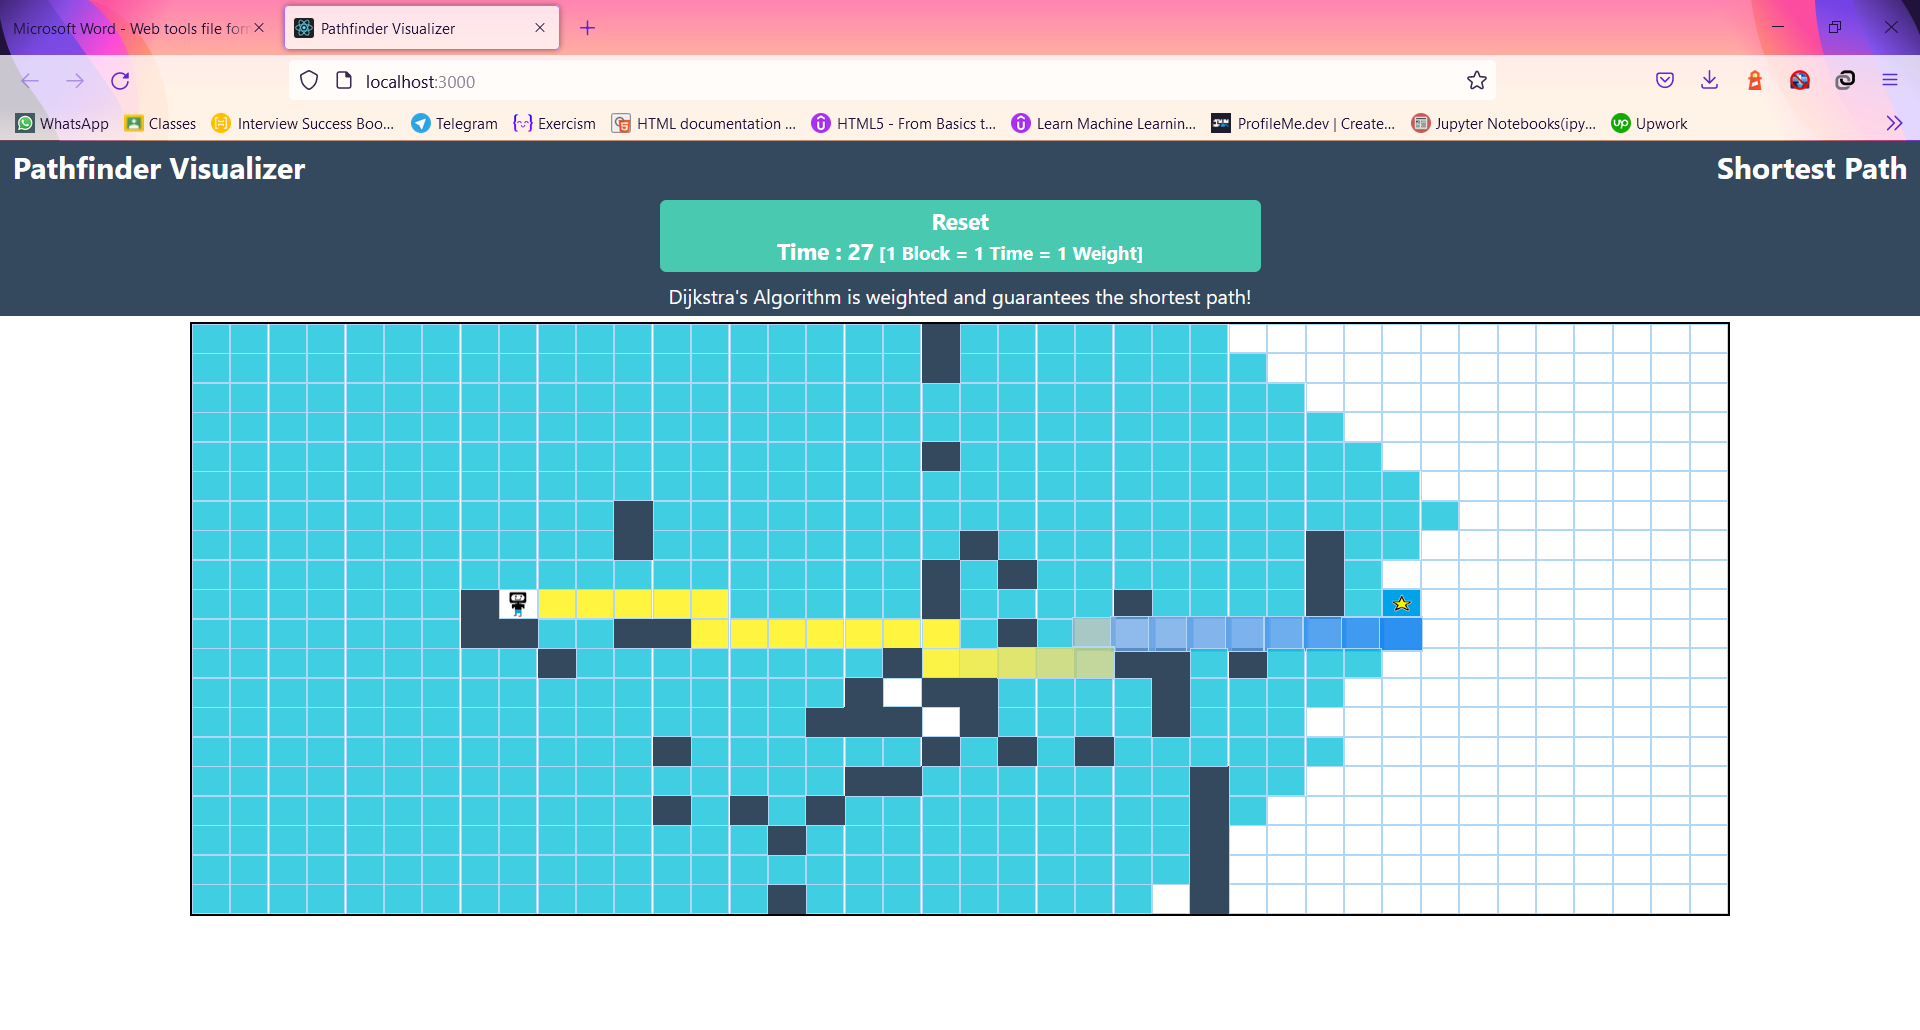 Microsoft Word - Web tools file for
Pathfinder Visualizer
localhost:3000
WhatsApp
Classes
Interview Success Boo...
Telegram
Exercism
HTML documentation ...
HTML5 - From Basics t...
Learn Machine Learnin...
ProfileMe.dev | Create...
Jupyter Notebooks(ipy...
Upwork
Pathfinder Visualizer
Shortest Path
Reset
Time : 27 [1 Block = 1 Time = 1 Weight]
Dijkstra's Algorithm is weighted and guarantees the shortest path!